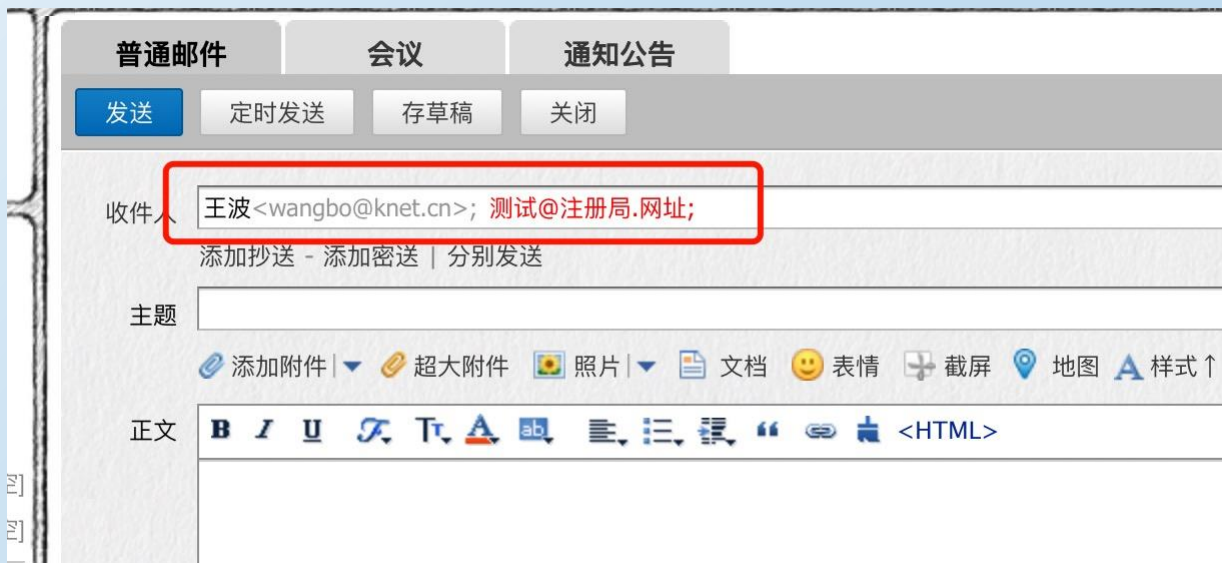 普通邮件 会议 通知公告
发送 定时发送 存草稿 关闭
收件人 王波<wangbo@knet.cn>; 测试@注册局.网址;
添加抄送 - 添加密送 | 分别发送
主题
添加附件 | 超大附件 照片 | 文档 表情 截屏 地图 A 样式↑
正文 B I U <HTML>